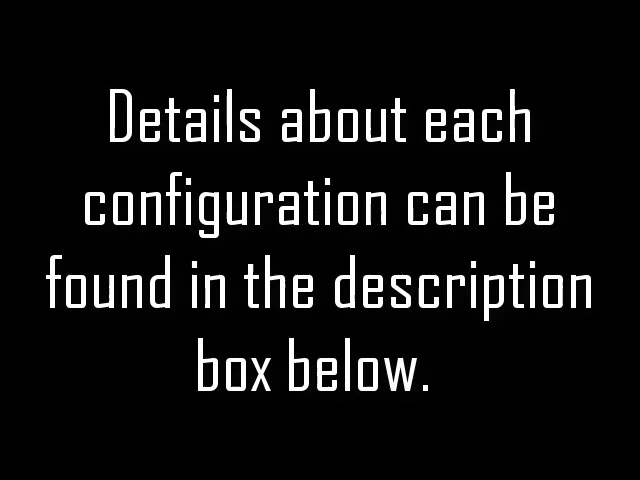 Details about each
configuration can be
found in the description
box below.